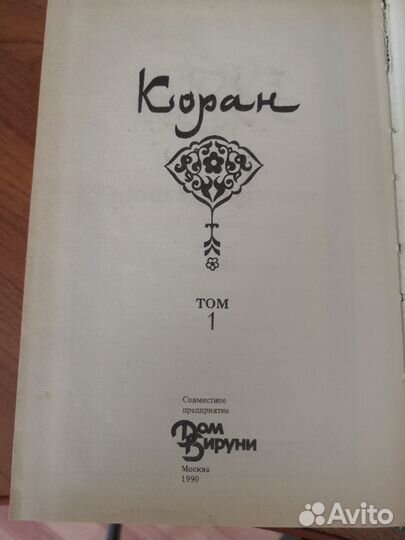 Коран
ТОМ
1
Совместное
предприятие
Дом
Бируни
Москва
1990
Avito